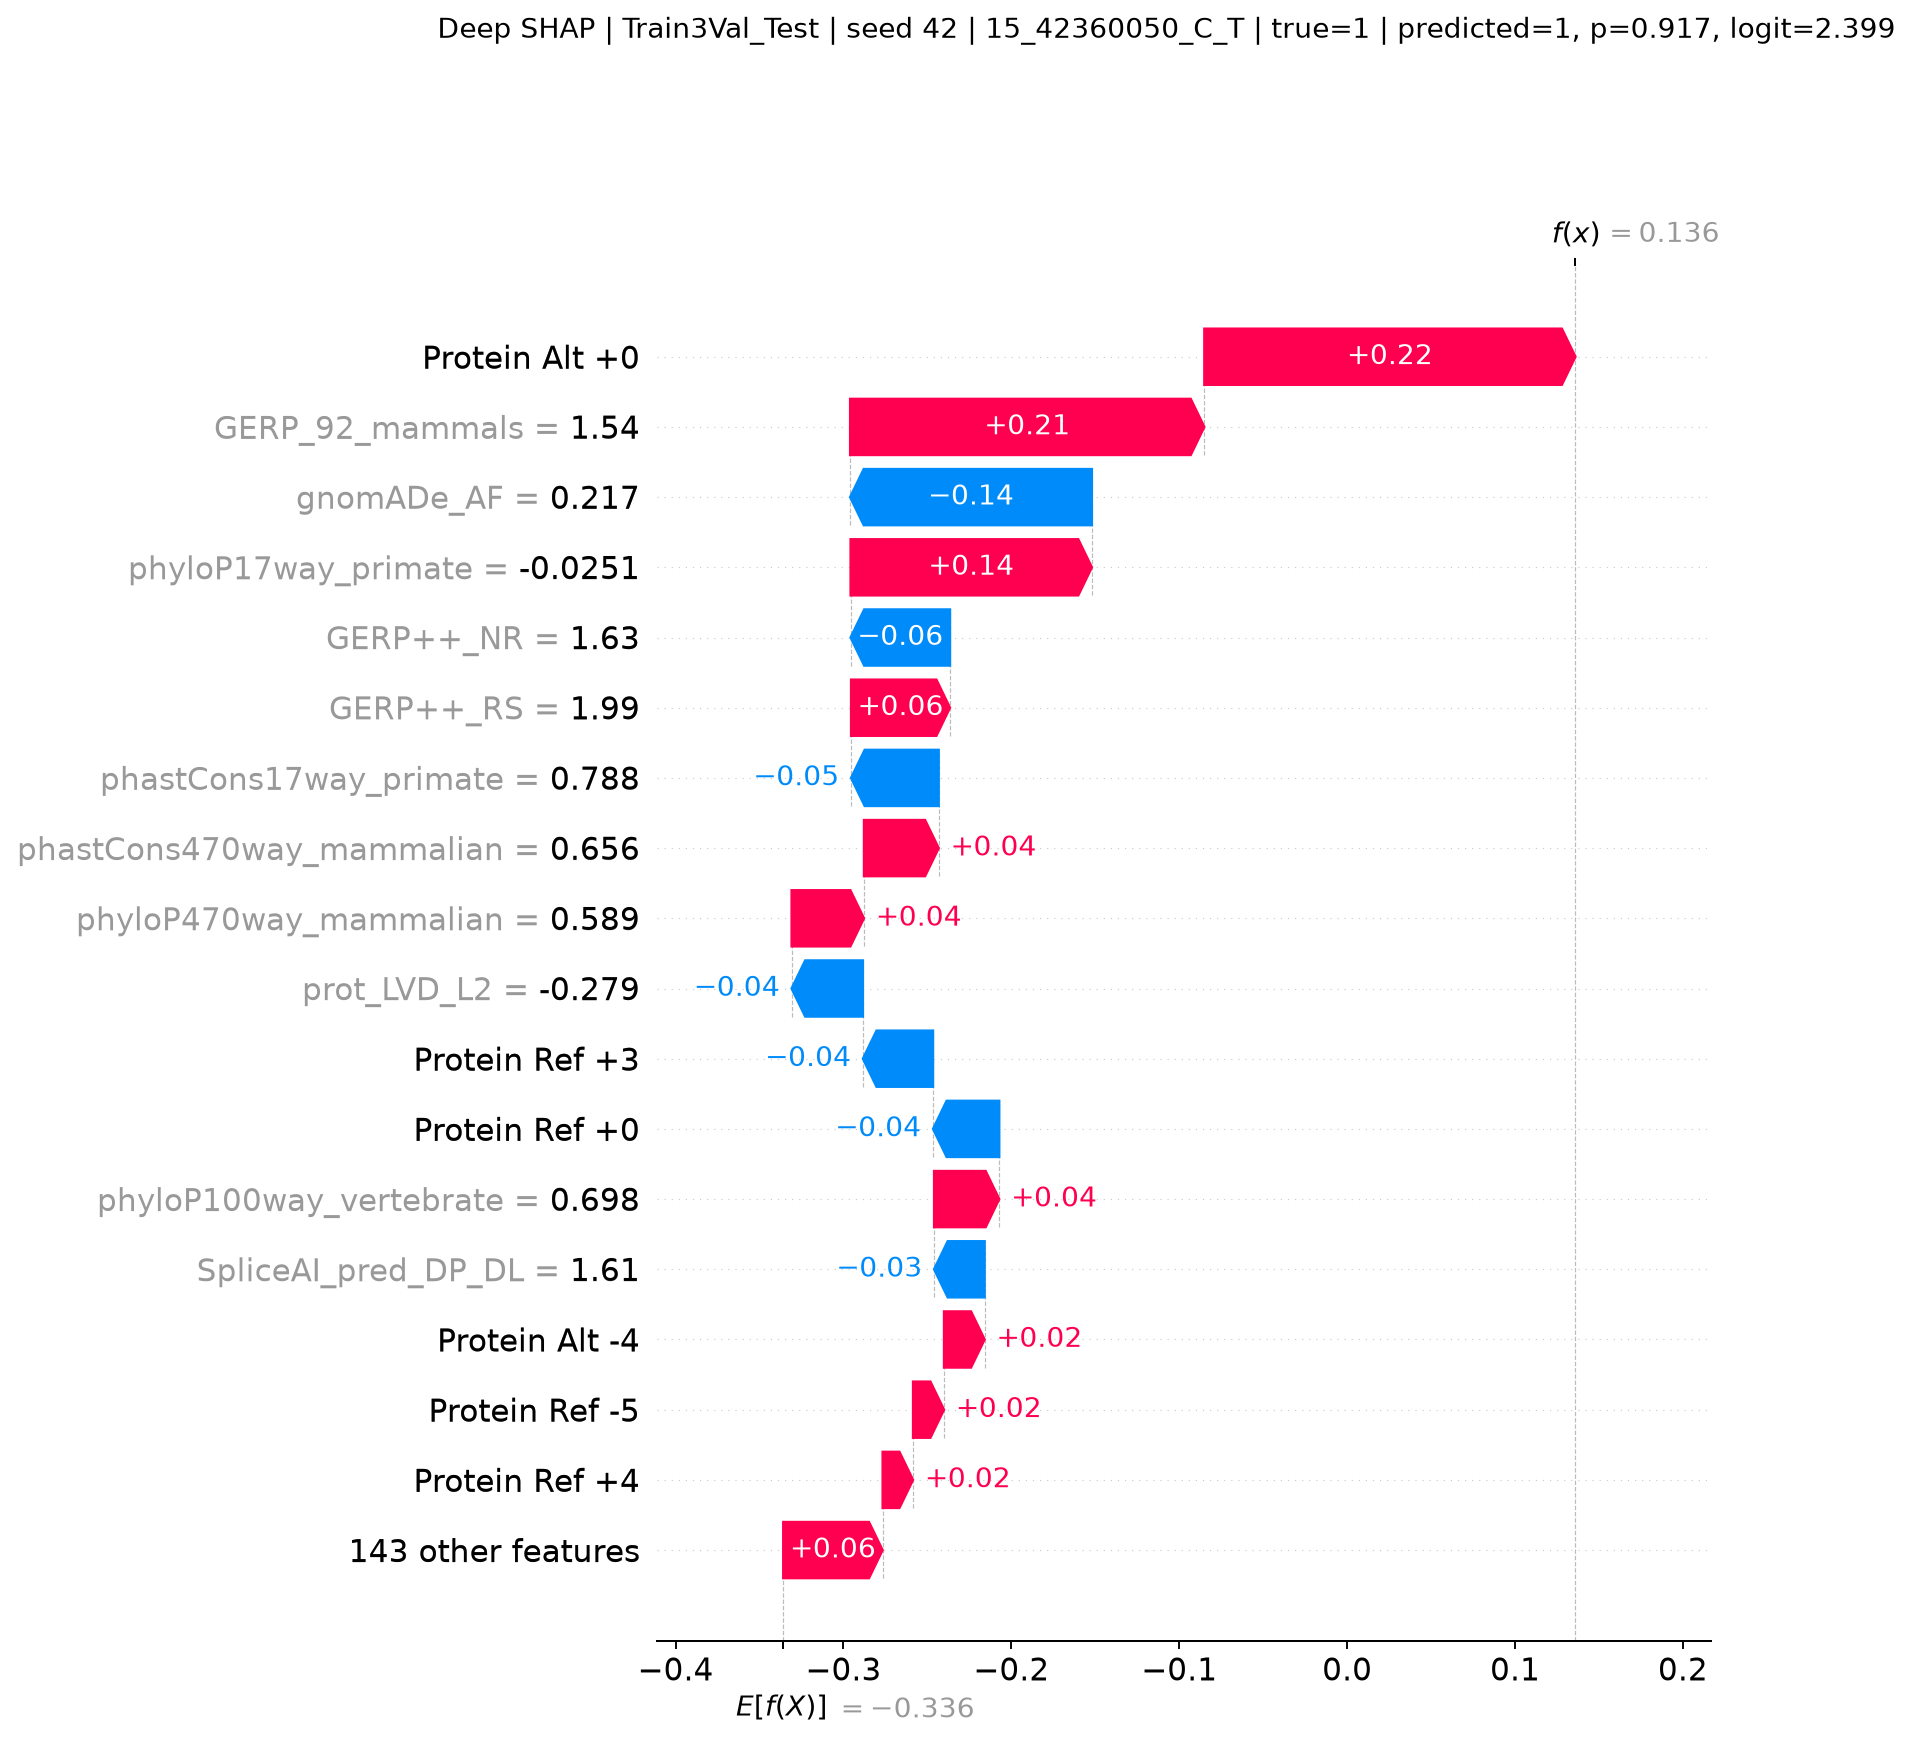 Deep SHAP | Train3Val_Test | seed 42 | 15_42360050_C_T | true=1 | predicted=1, p=0.917, logit=2.399
f(x) = 0.136
Protein Alt +0 +0.22
GERP_92_mammals = 1.54 +0.21
gnomADe_AF = 0.217 −0.14
phyloP17way_primate = -0.0251 +0.14
GERP++_NR = 1.63 −0.06
GERP++_RS = 1.99 +0.06
phastCons17way_primate = 0.788 −0.05
phastCons470way_mammalian = 0.656 +0.04
phyloP470way_mammalian = 0.589 +0.04
prot_LVD_L2 = -0.279 −0.04
Protein Ref +3 −0.04
Protein Ref +0 −0.04
phyloP100way_vertebrate = 0.698 +0.04
SpliceAI_pred_DP_DL = 1.61 −0.03
Protein Alt -4 +0.02
Protein Ref -5 +0.02
Protein Ref +4 +0.02
143 other features +0.06
−0.4 −0.3 −0.2 −0.1 0.0 0.1 0.2
E[f(X)] = −0.336